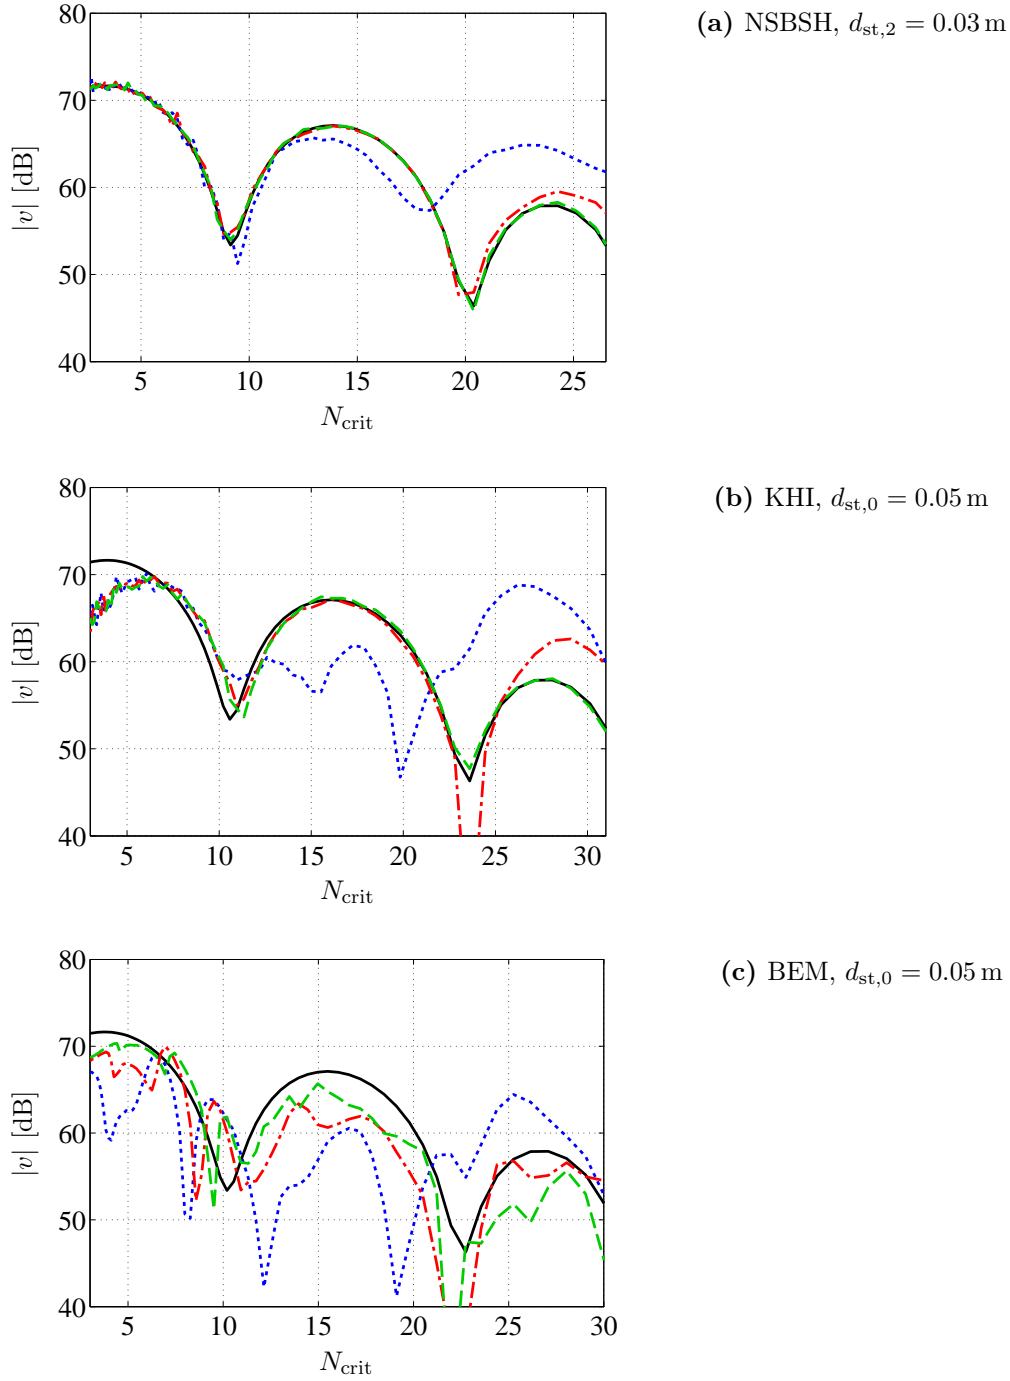 (a) NSBSH, d_st,2 = 0.03 m
80
70
60
50
40
|v| [dB]
5 10 15 20 25
N_crit
(b) KHI, d_st,0 = 0.05 m
80
70
60
50
40
|v| [dB]
5 10 15 20 25 30
N_crit
(c) BEM, d_st,0 = 0.05 m
80
70
60
50
40
|v| [dB]
5 10 15 20 25 30
N_crit